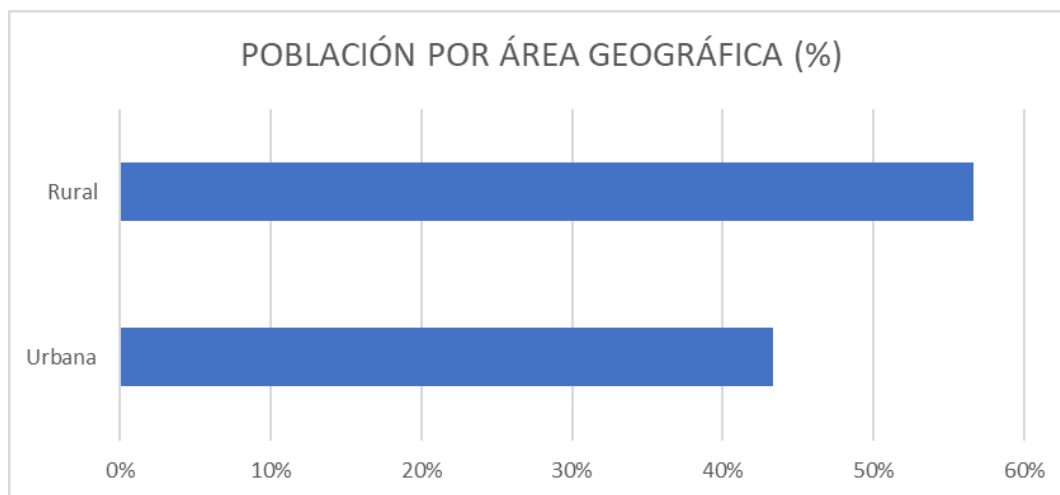 POBLACIÓN POR ÁREA GEOGRÁFICA (%)
Rural
Urbana
0% 10% 20% 30% 40% 50% 60%